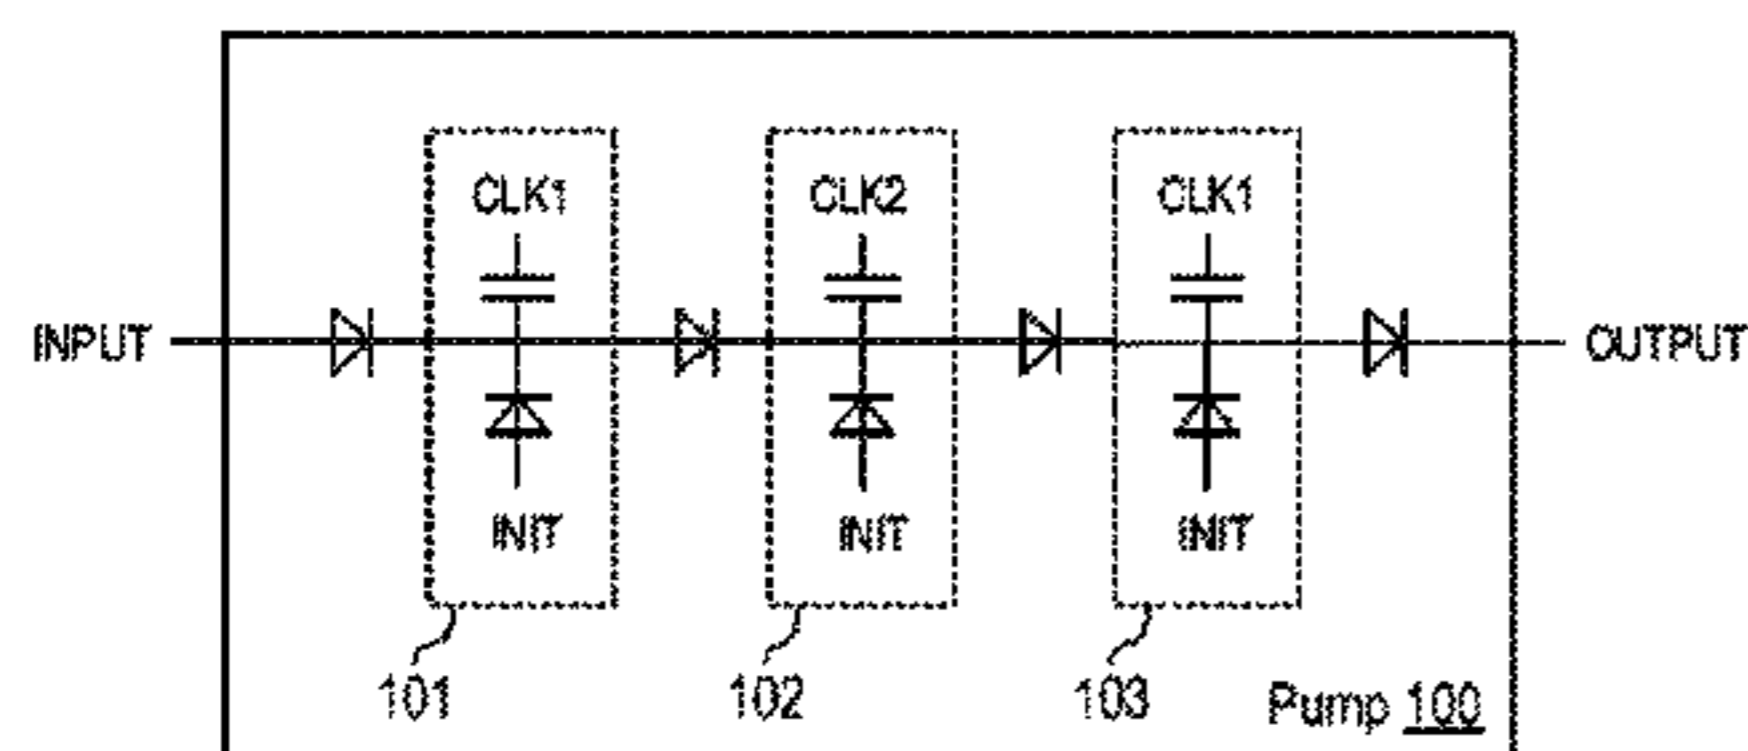 CLK1 CLK2 CLK1
INPUT OUTPUT
INIT INIT INIT
101 102 103 Pump 100